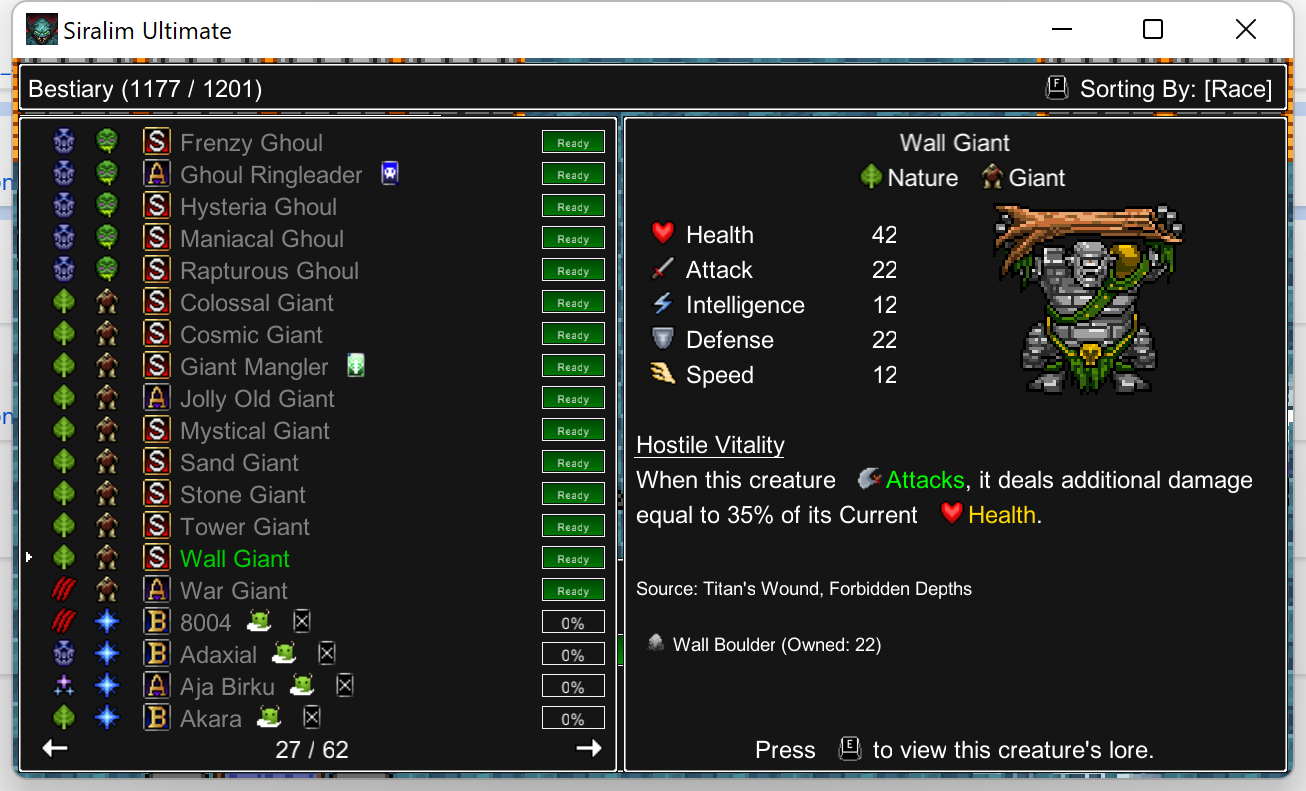 Siralim Ultimate
Bestiary (1177 / 1201)
F Sorting By: [Race]
S Frenzy Ghoul Ready
A Ghoul Ringleader Ready
S Hysteria Ghoul Ready
S Maniacal Ghoul Ready
S Rapturous Ghoul Ready
S Colossal Giant Ready
S Cosmic Giant Ready
S Giant Mangler Ready
A Jolly Old Giant Ready
S Mystical Giant Ready
S Sand Giant Ready
S Stone Giant Ready
S Tower Giant Ready
S Wall Giant Ready
A War Giant Ready
B 8004 0%
B Adaxial 0%
A Aja Birku 0%
B Akara 0%
27 / 62
Wall Giant
Nature Giant
Health 42
Attack 22
Intelligence 12
Defense 22
Speed 12
Hostile Vitality
When this creature Attacks, it deals additional damage
equal to 35% of its Current Health.
Source: Titan's Wound, Forbidden Depths
Wall Boulder (Owned: 22)
Press E to view this creature's lore.